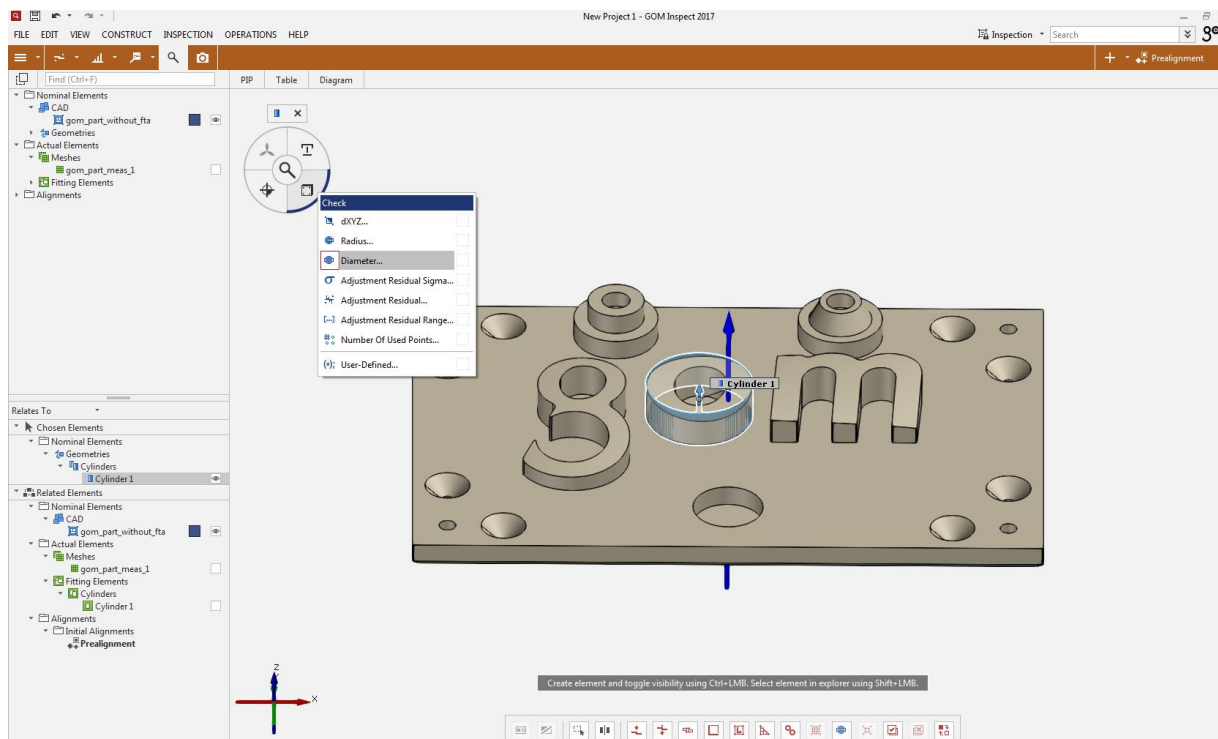 New Project 1 - GOM Inspect 2017
FILE EDIT VIEW CONSTRUCT INSPECTION OPERATIONS HELP
Inspection Search
Prealignment
Find (Ctrl+F)
PIP Table Diagram
Nominal Elements
CAD
gom_part_without_fta
Geometries
Actual Elements
Meshes
gom_part_meas_1
Fitting Elements
Alignments
Check
dXYZ...
Radius...
Diameter...
Adjustment Residual Sigma...
Adjustment Residual...
Adjustment Residual Range...
Number Of Used Points...
User-Defined...
Cylinder 1
Relates To
Chosen Elements
Nominal Elements
Geometries
Cylinders
Cylinder 1
Related Elements
Nominal Elements
CAD
gom_part_without_fta
Actual Elements
Meshes
gom_part_meas_1
Fitting Elements
Cylinders
Cylinder 1
Alignments
Initial Alignments
Prealignment
Z
X
Create element and toggle visibility using Ctrl+LMB. Select element in explorer using Shift+LMB.